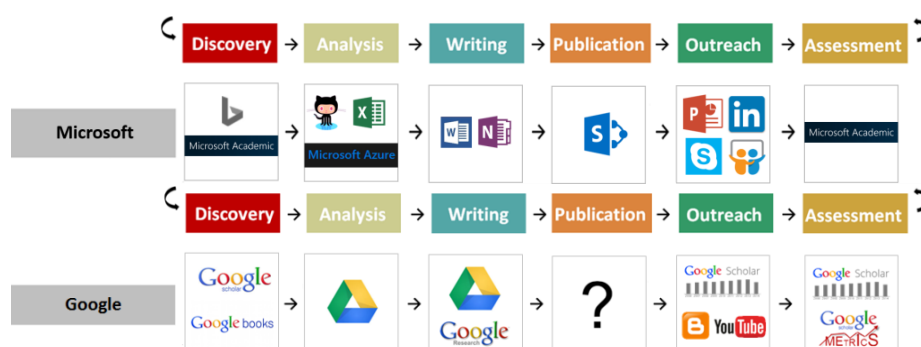 Discovery Analysis Writing Publication Outreach Assessment
Microsoft
Microsoft Academic
X
Microsoft Azure
W N
S
P in
S
Microsoft Academic
Discovery Analysis Writing Publication Outreach Assessment
Google
Google
scholar
Google books
Google
Research
?
Google Scholar
B YouTube
Google Scholar
Google
scholar
METRICS